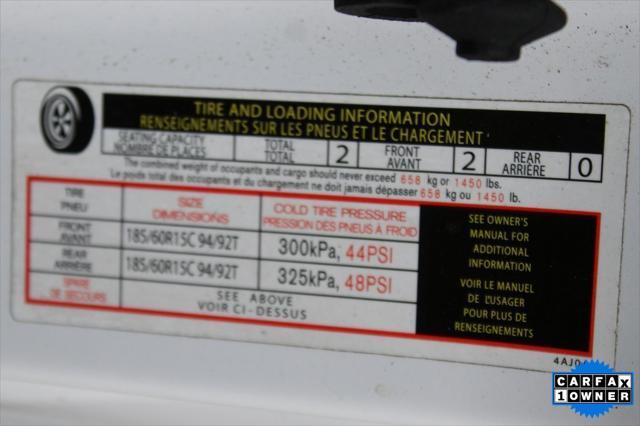 TIRE AND LOADING INFORMATION
RENSEIGNEMENTS SUR LES PNEUS ET LE CHARGEMENT
SEATING CAPACITY TOTAL 2 FRONT 2 REAR 0
NOMBRE DE PLACES TOTAL AVANT ARRIÈRE
The combined weight of occupants and cargo should never exceed 658 kg or 1450 lbs.
Le poids total des occupants et du chargement ne doit jamais dépasser 658 kg ou 1450 lb.
TIRE SIZE COLD TIRE PRESSURE
PNEU DIMENSIONS PRESSION DES PNEUS À FROID
FRONT
AVANT 185/60R15C 94/92T 300kPa, 44PSI
REAR
ARRIÈRE 185/60R15C 94/92T 325kPa, 48PSI
SPARE SEE ABOVE
DE SECOURS VOIR CI-DESSUS
SEE OWNER'S
MANUAL FOR
ADDITIONAL
INFORMATION
VOIR LE MANUEL
DE L'USAGER
POUR PLUS DE
RENSEIGNEMENTS
CARFAX
1 OWNER